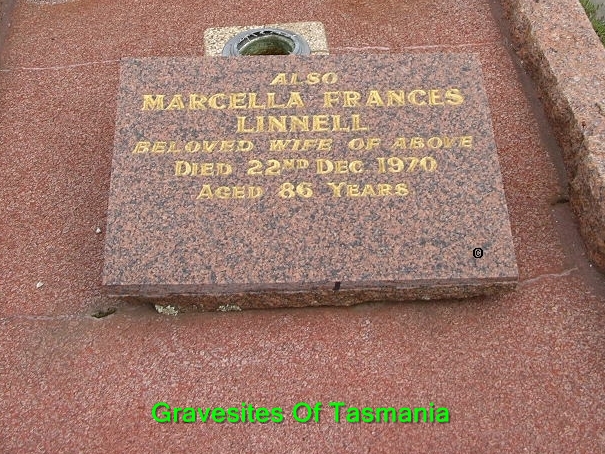 ALSO
MARCELLA FRANCES
LINNELL
BELOVED WIFE OF ABOVE
DIED 22ND DEC 1970
AGED 86 YEARS
©
Gravesites Of Tasmania